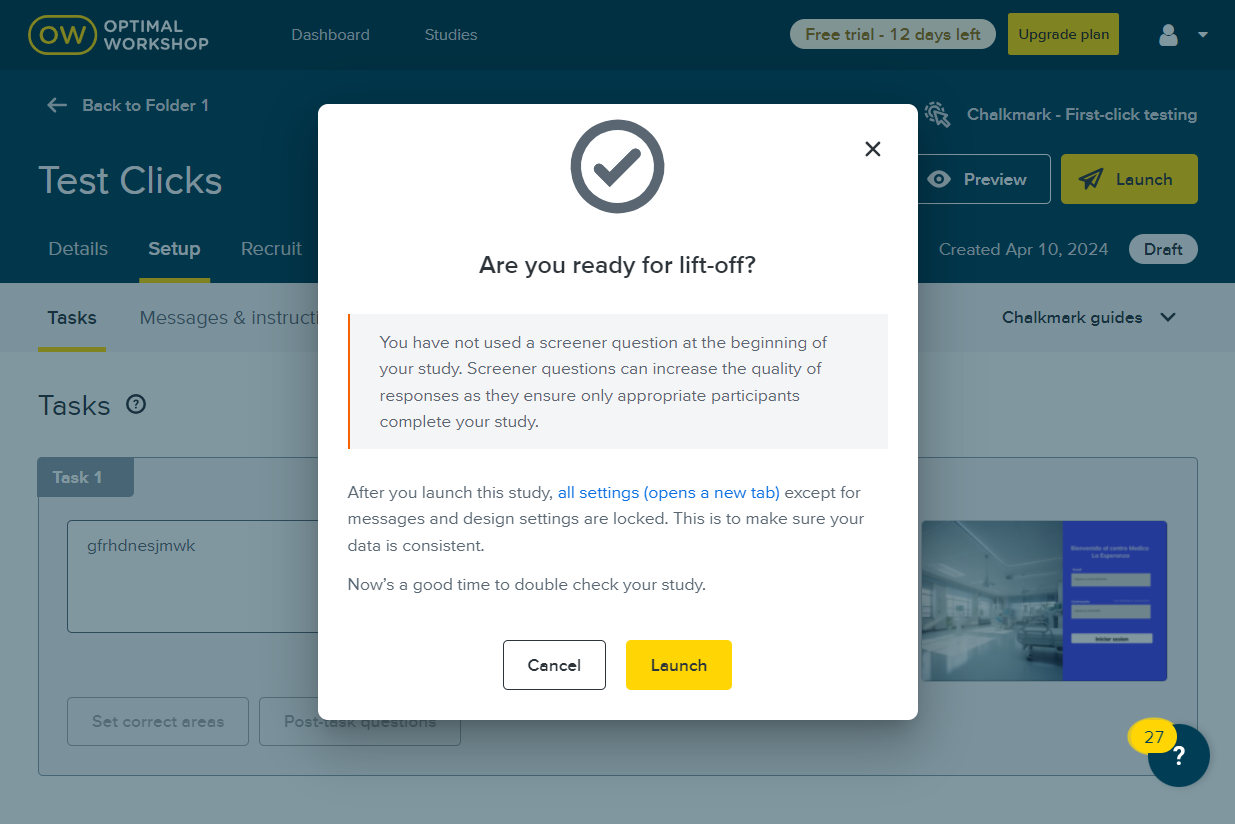 OW OPTIMAL WORKSHOP
Dashboard
Studies
Free trial - 12 days left
Upgrade plan
Back to Folder 1
Chalkmark - First-click testing
Test Clicks
Preview
Launch
Details
Setup
Recruit
Created Apr 10, 2024
Draft
Tasks
Messages & instructi
Chalkmark guides
Tasks
?
Task 1
gfrhdnesjmwk
Set correct areas
Post-task questions
Are you ready for lift-off?
You have not used a screener question at the beginning of
your study. Screener questions can increase the quality of
responses as they ensure only appropriate participants
complete your study.
After you launch this study, all settings (opens a new tab) except for
messages and design settings are locked. This is to make sure your
data is consistent.
Now’s a good time to double check your study.
Cancel
Launch
Bienvenido al centro Medico
La Esperanza
Iniciar sesion
27
?